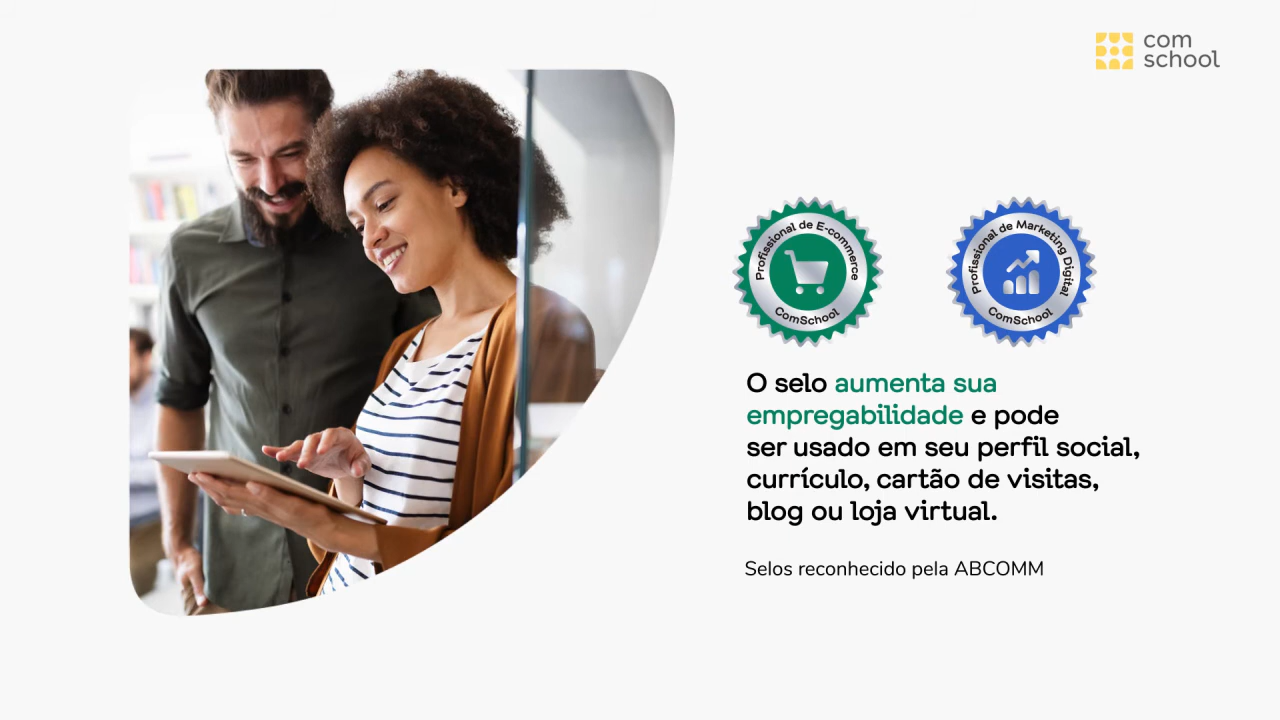 com
school
Profissional de E-commerce
ComSchool
Profissional de Marketing Digital
ComSchool
O selo aumenta sua
empregabilidade e pode
ser usado em seu perfil social,
currículo, cartão de visitas,
blog ou loja virtual.
Selos reconhecido pela ABCOMM